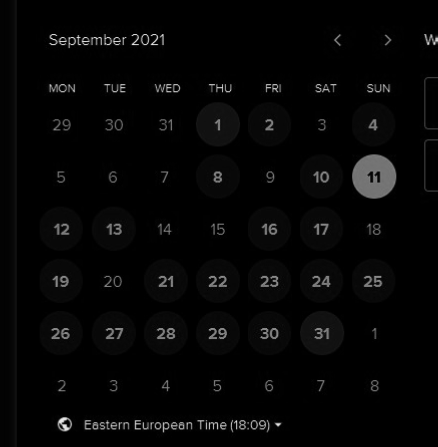 September 2021
MON TUE WED THU FRI SAT SUN
29 30 31 1 2 3 4
5 6 7 8 9 10 11
12 13 14 15 16 17 18
19 20 21 22 23 24 25
26 27 28 29 30 31 1
2 3 4 5 6 7 8
Eastern European Time (18:09)